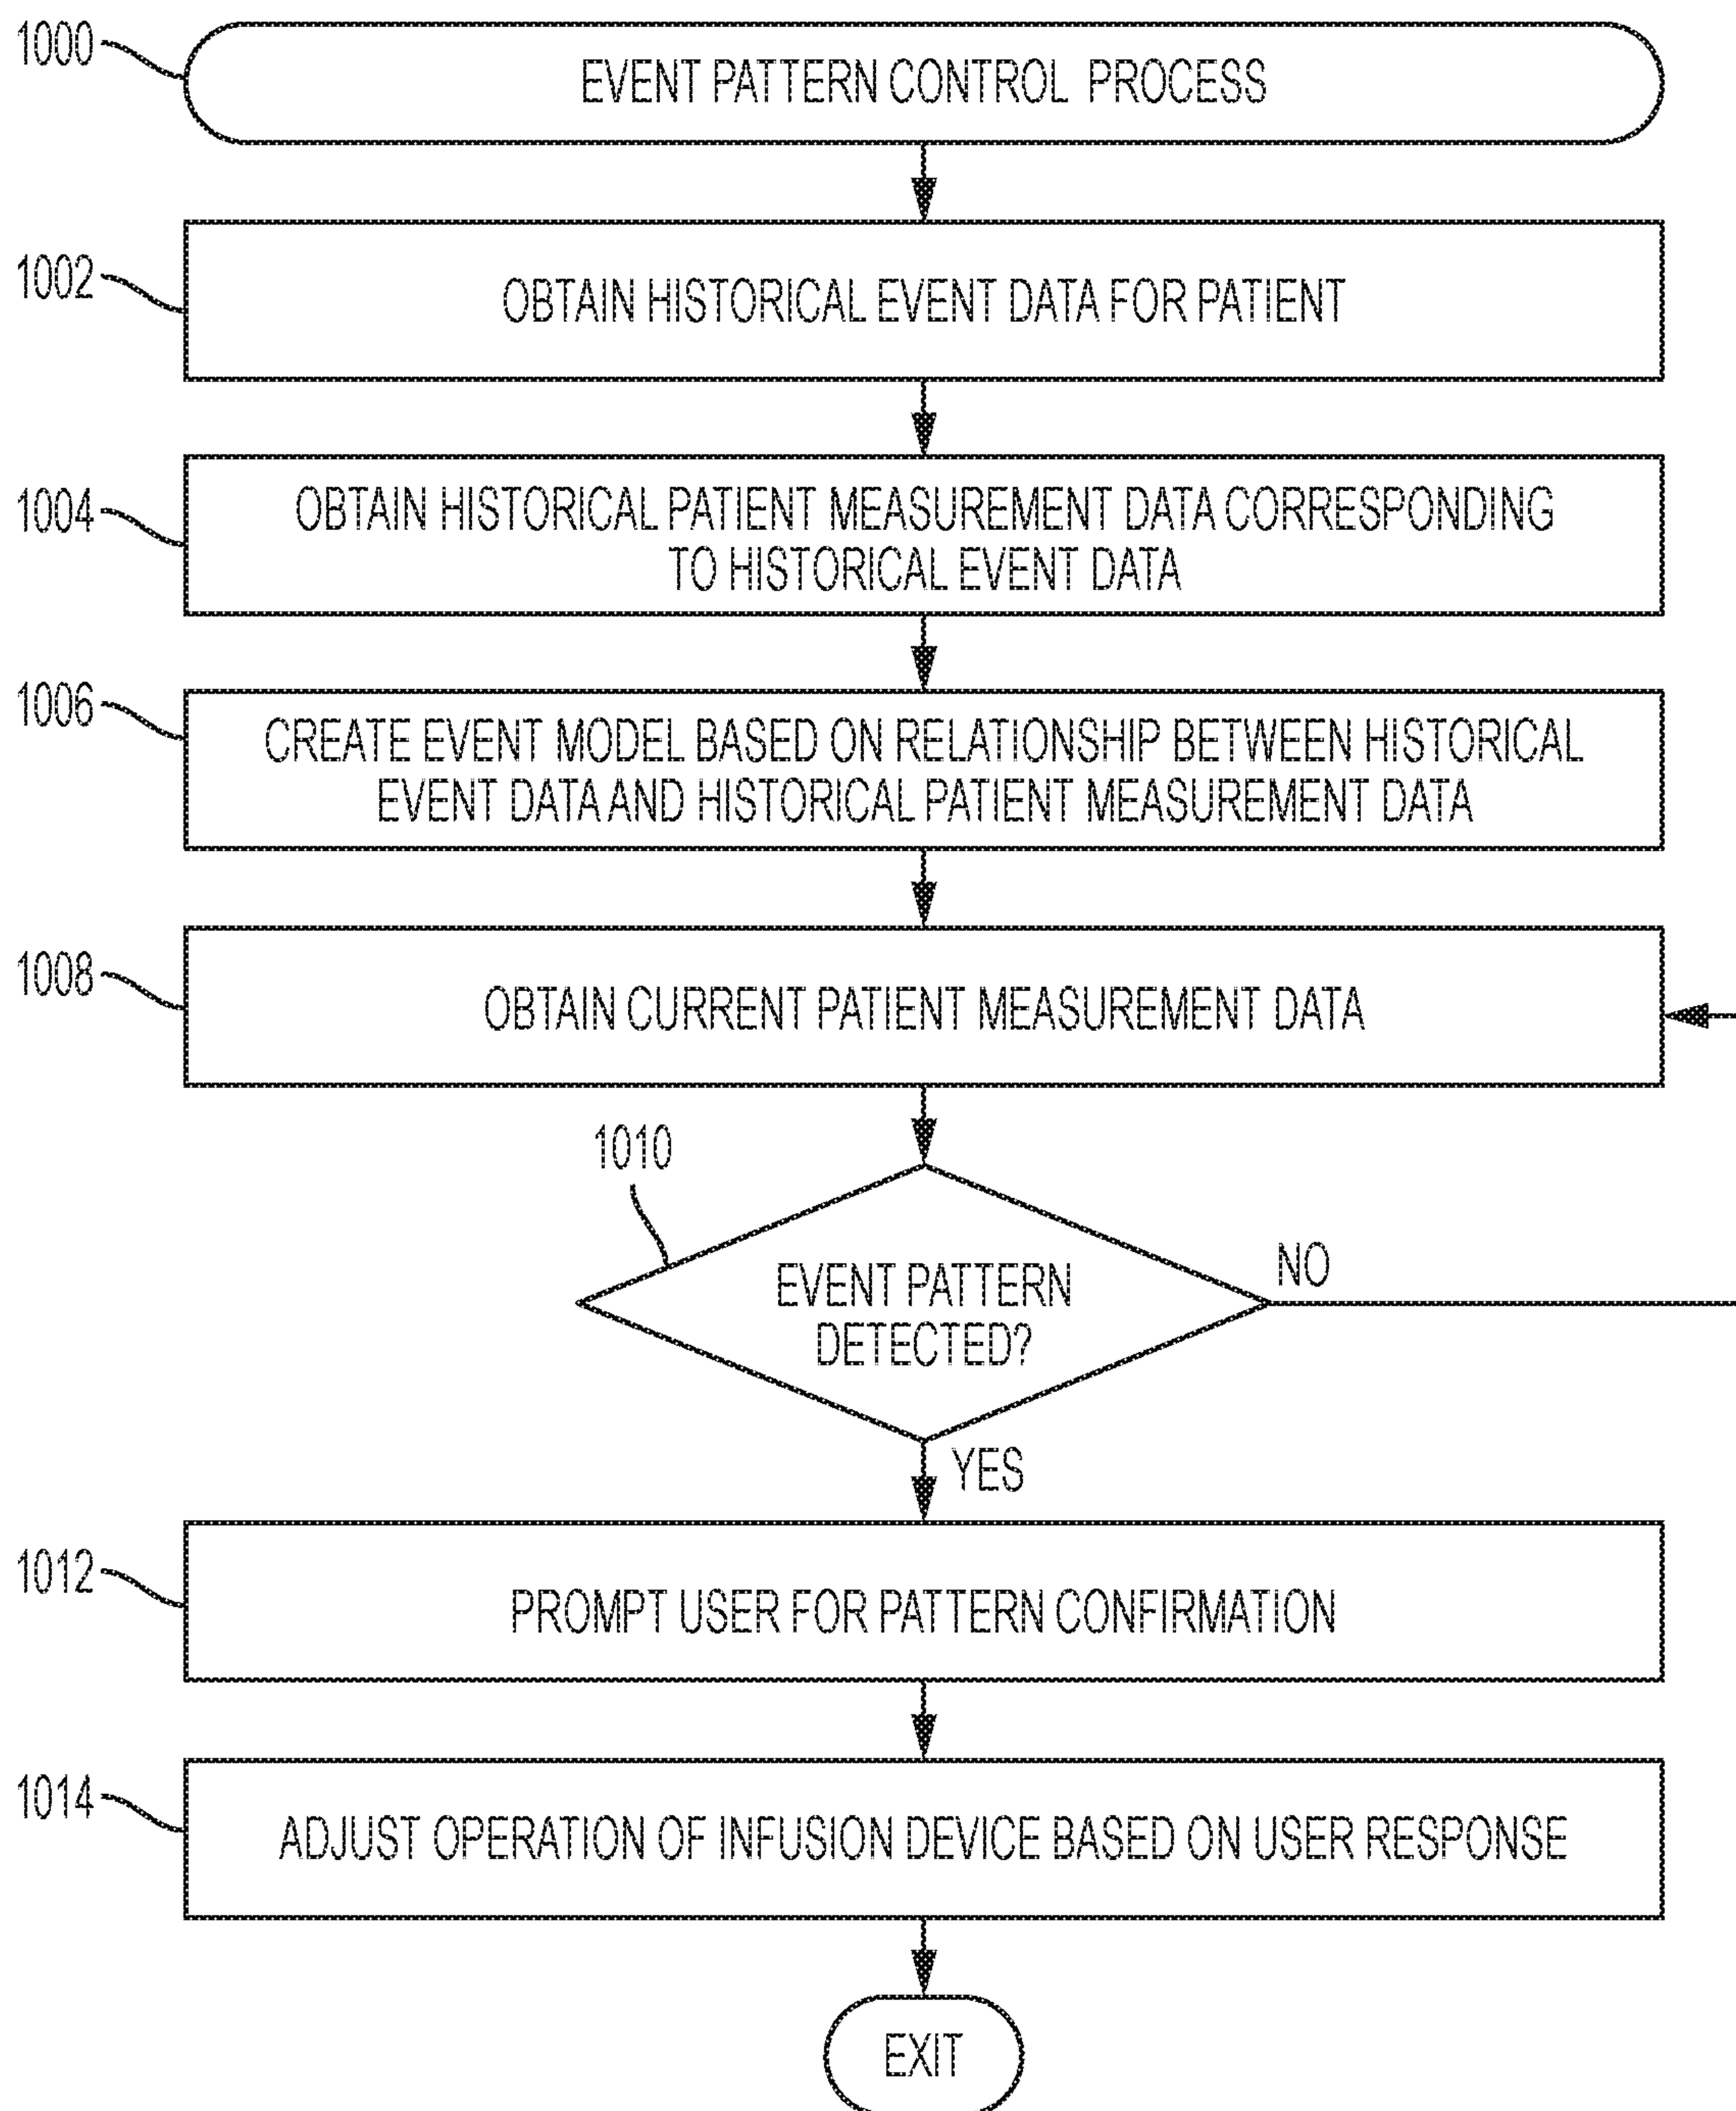 1000
EVENT PATTERN CONTROL PROCESS
1002
OBTAIN HISTORICAL EVENT DATA FOR PATIENT
1004
OBTAIN HISTORICAL PATIENT MEASUREMENT DATA CORRESPONDING
TO HISTORICAL EVENT DATA
1006
CREATE EVENT MODEL BASED ON RELATIONSHIP BETWEEN HISTORICAL
EVENT DATA AND HISTORICAL PATIENT MEASUREMENT DATA
1008
OBTAIN CURRENT PATIENT MEASUREMENT DATA
1010
EVENT PATTERN
DETECTED?
NO
YES
1012
PROMPT USER FOR PATTERN CONFIRMATION
1014
ADJUST OPERATION OF INFUSION DEVICE BASED ON USER RESPONSE
EXIT